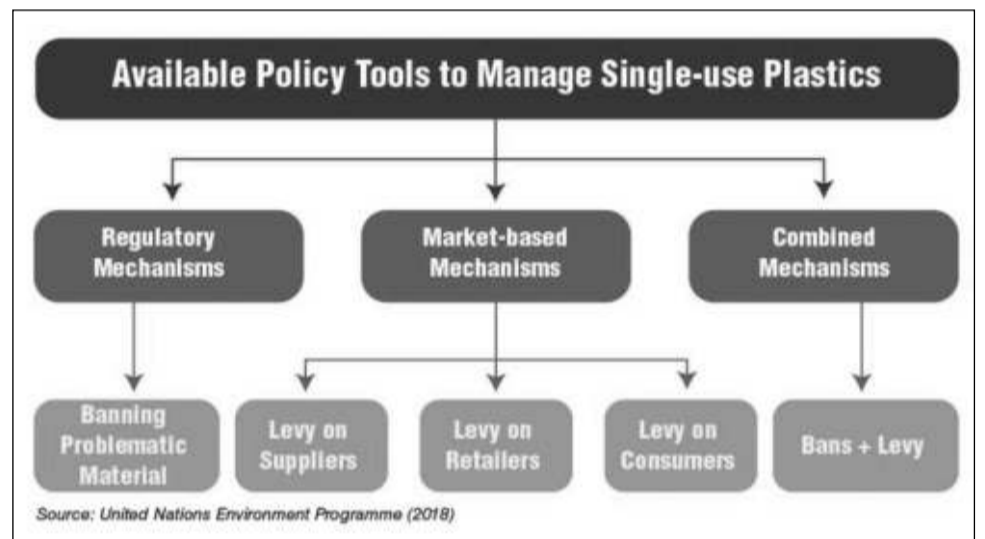 Available Policy Tools to Manage Single-use Plastics
Regulatory
Mechanisms
Market-based
Mechanisms
Combined
Mechanisms
Banning
Problematic
Material
Levy on
Suppliers
Levy on
Retailers
Levy on
Consumers
Bans + Levy
Source: United Nations Environment Programme (2018)